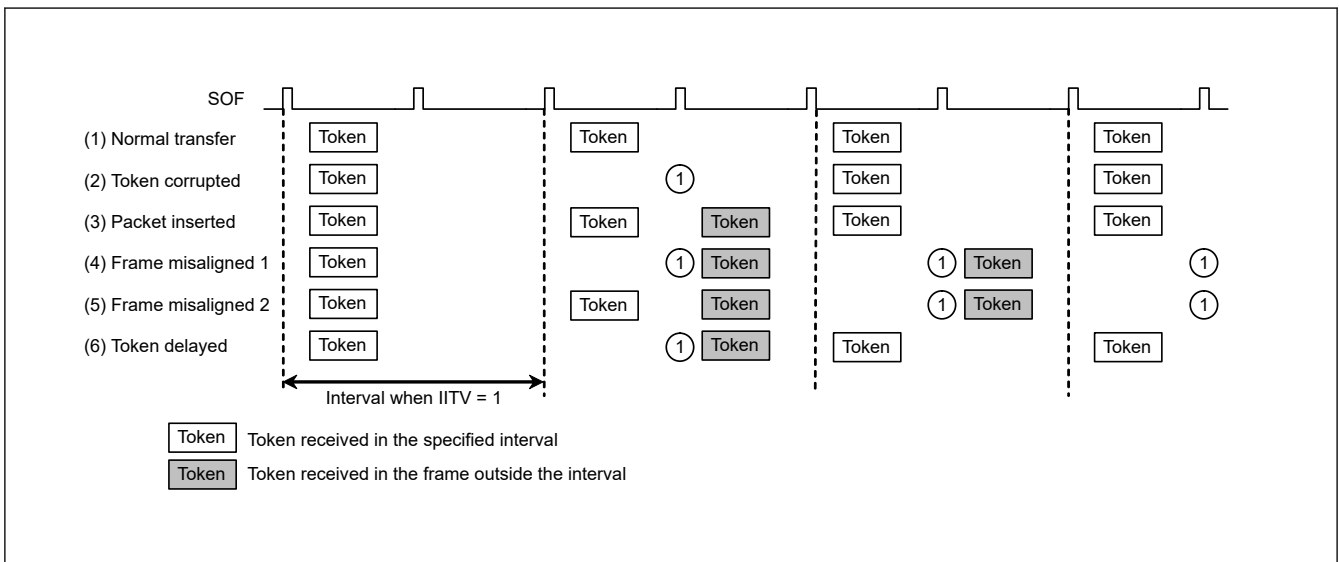 SOF
(1) Normal transfer Token Token Token Token
(2) Token corrupted Token 1 Token Token
(3) Packet inserted Token Token Token Token Token
(4) Frame misaligned 1 Token 1 Token 1 Token 1
(5) Frame misaligned 2 Token Token Token 1 Token 1
(6) Token delayed Token 1 Token Token Token
Interval when IITV = 1
Token Token received in the specified interval
Token Token received in the frame outside the interval